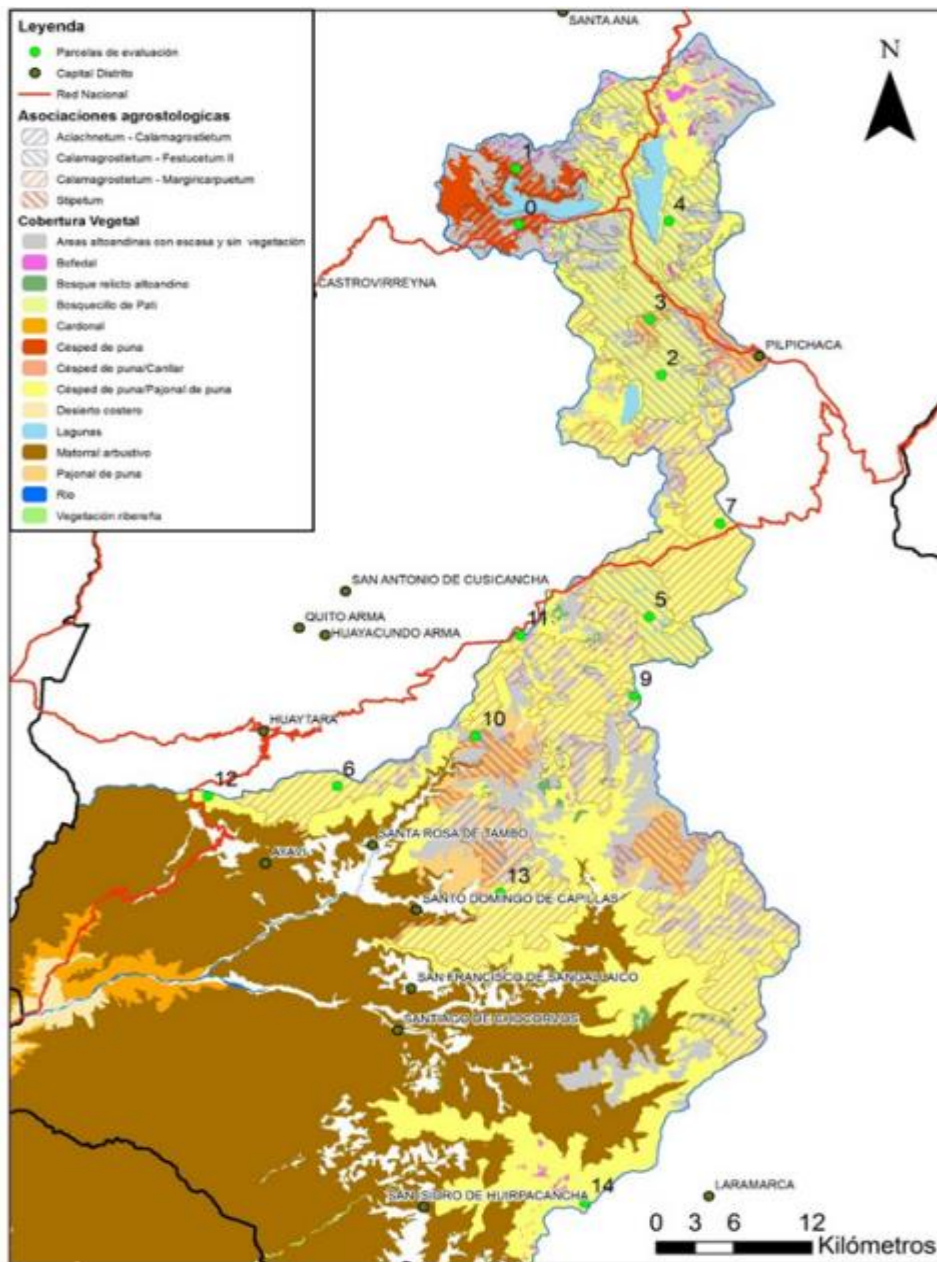 Leyenda
Parcelas de evaluación
Capital Distrito
Red Nacional
Asociaciones agrostologicas
Aciachnetum - Calamagrostietum
Calamagrostietum - Festucetum II
Calamagrostietum - Margiricarpuetum
Stipetum
Cobertura Vegetal
Areas altoandinas con escasa y sin vegetación
Bofedal
Bosque relicto altoandino
Bosquecillo de Pati
Cardonal
Césped de puna
Césped de puna/Canllar
Césped de puna/Pajonal de puna
Desierto costero
Lagunas
Matorral arbustivo
Pajonal de puna
Rio
Vegetación ribereña
SANTA ANA
N
1
0
4
CASTROVIRREYNA
3
PILPICHACA
2
7
SAN ANTONIO DE CUSICANCHA
QUITO ARMA
HUAYACUNDO ARMA
11
5
9
HUAYTARA
10
12
6
SANTA ROSA DE TAMBO
AYAVI
13
SANTO DOMINGO DE CAPILLAS
SAN FRANCISCO DE SANGAUAICO
SANTIAGO DE CHOCORVOS
14
LARAMARCA
SAN ISIDRO DE HUIRPACANCHA
0 3 6 12
Kilómetros